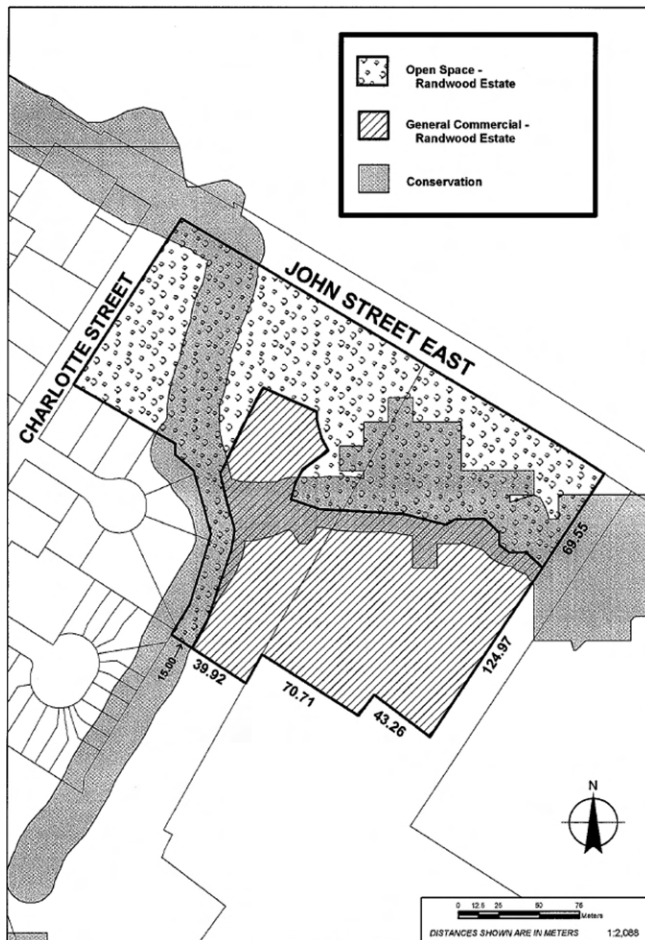 Open Space -
Randwood Estate
General Commercial -
Randwood Estate
Conservation
JOHN STREET EAST
CHARLOTTE STREET
69.55
124.97
15.00
39.92
70.71
43.26
N
0 12.5 25 50 75
Meters
DISTANCES SHOWN ARE IN METERS 1:2,088